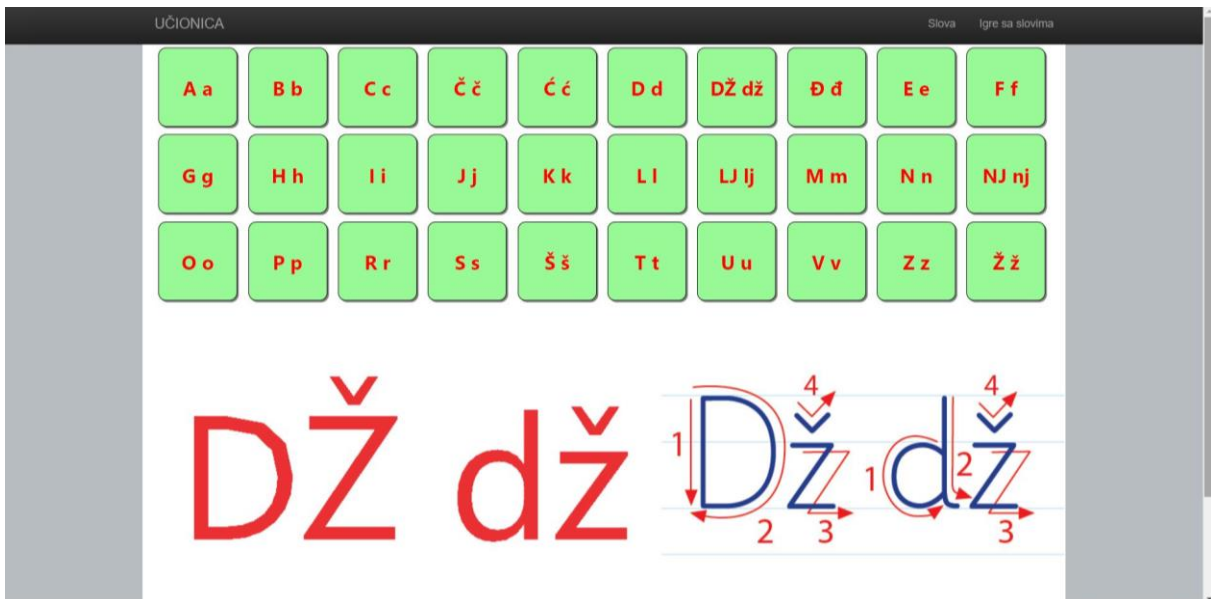 UČIONICA Slova Igre sa slovima
A a B b C c Č č Ć ć D d DŽ dž Đ đ E e F f
G g H h I i J j K k L l LJ lj M m N n NJ nj
O o P p R r S s Š š T t U u V v Z z Ž ž
DŽ dž Dž dž
4 4
1 1 2
2 3 3